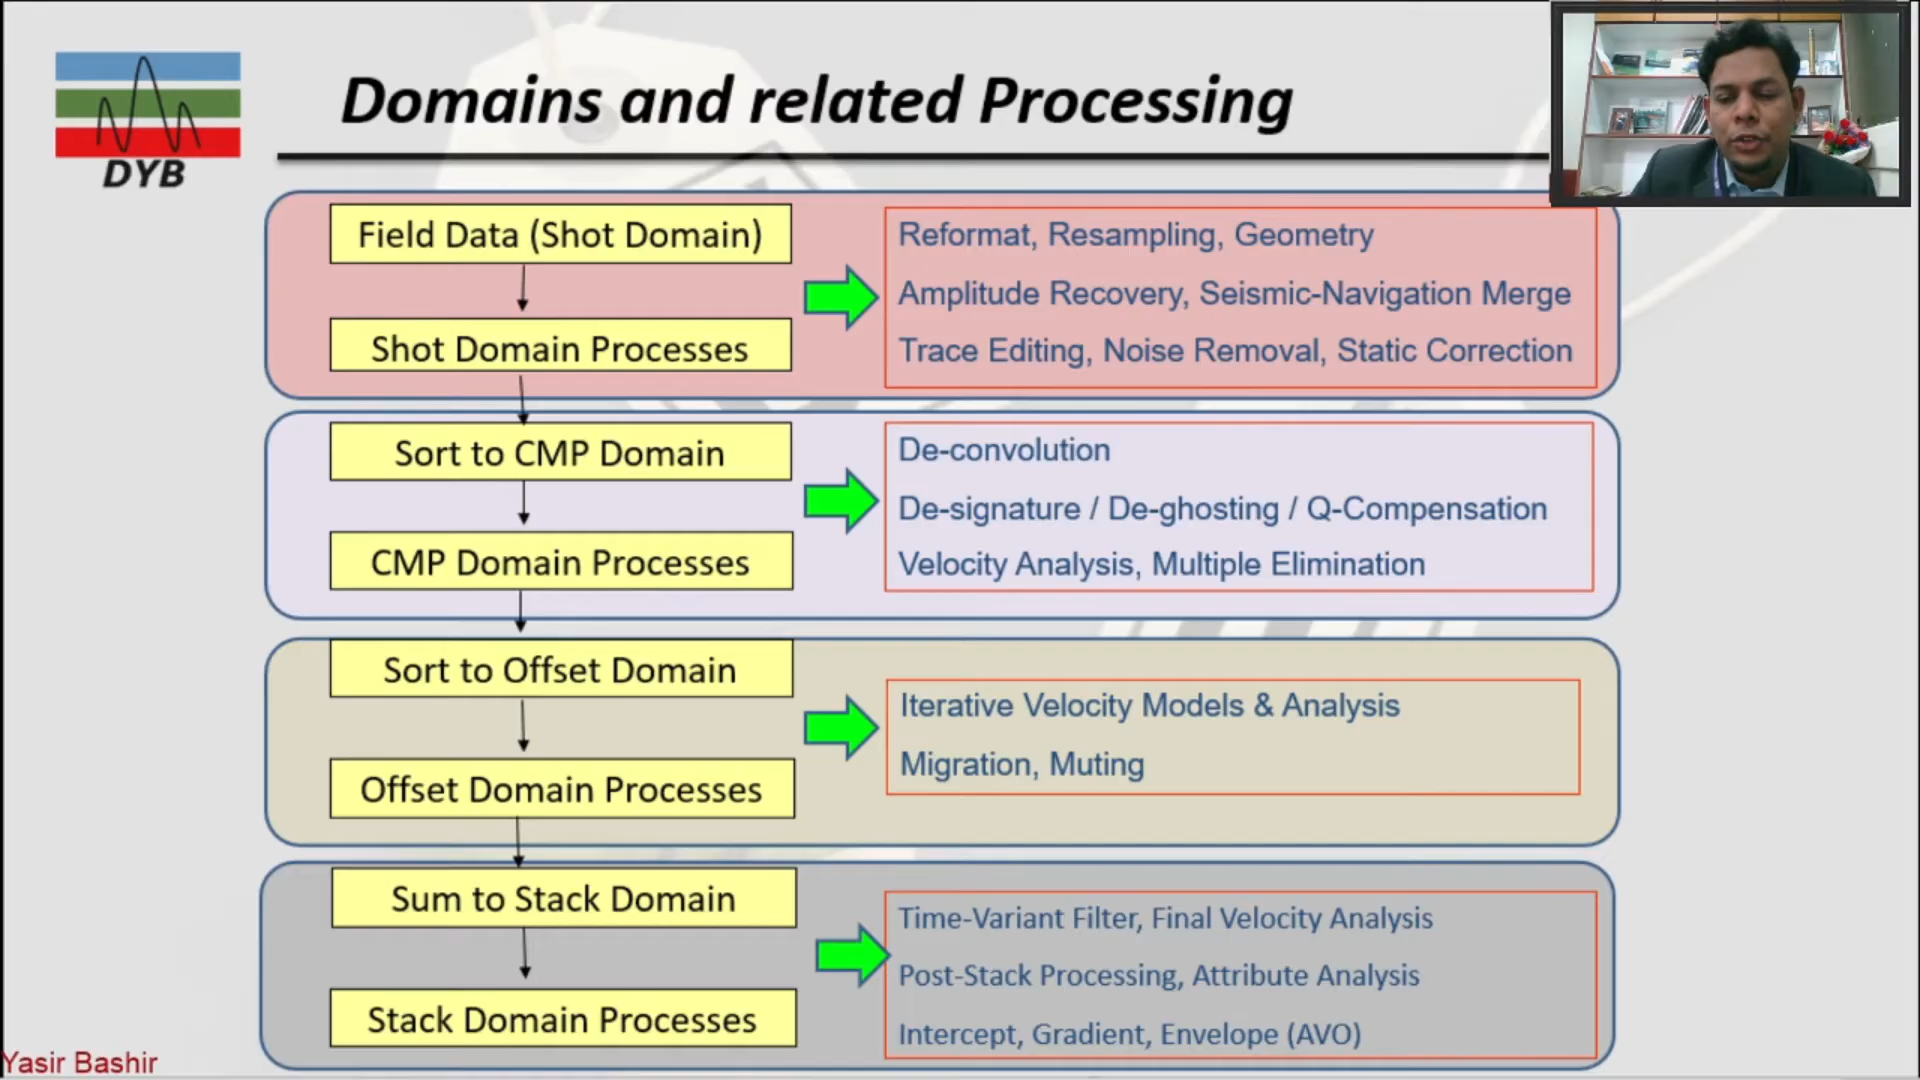 DYB
Domains and related Processing
Field Data (Shot Domain)
Shot Domain Processes
Reformat, Resampling, Geometry
Amplitude Recovery, Seismic-Navigation Merge
Trace Editing, Noise Removal, Static Correction
Sort to CMP Domain
CMP Domain Processes
De-convolution
De-signature / De-ghosting / Q-Compensation
Velocity Analysis, Multiple Elimination
Sort to Offset Domain
Offset Domain Processes
Iterative Velocity Models & Analysis
Migration, Muting
Sum to Stack Domain
Stack Domain Processes
Time-Variant Filter, Final Velocity Analysis
Post-Stack Processing, Attribute Analysis
Intercept, Gradient, Envelope (AVO)
Yasir Bashir